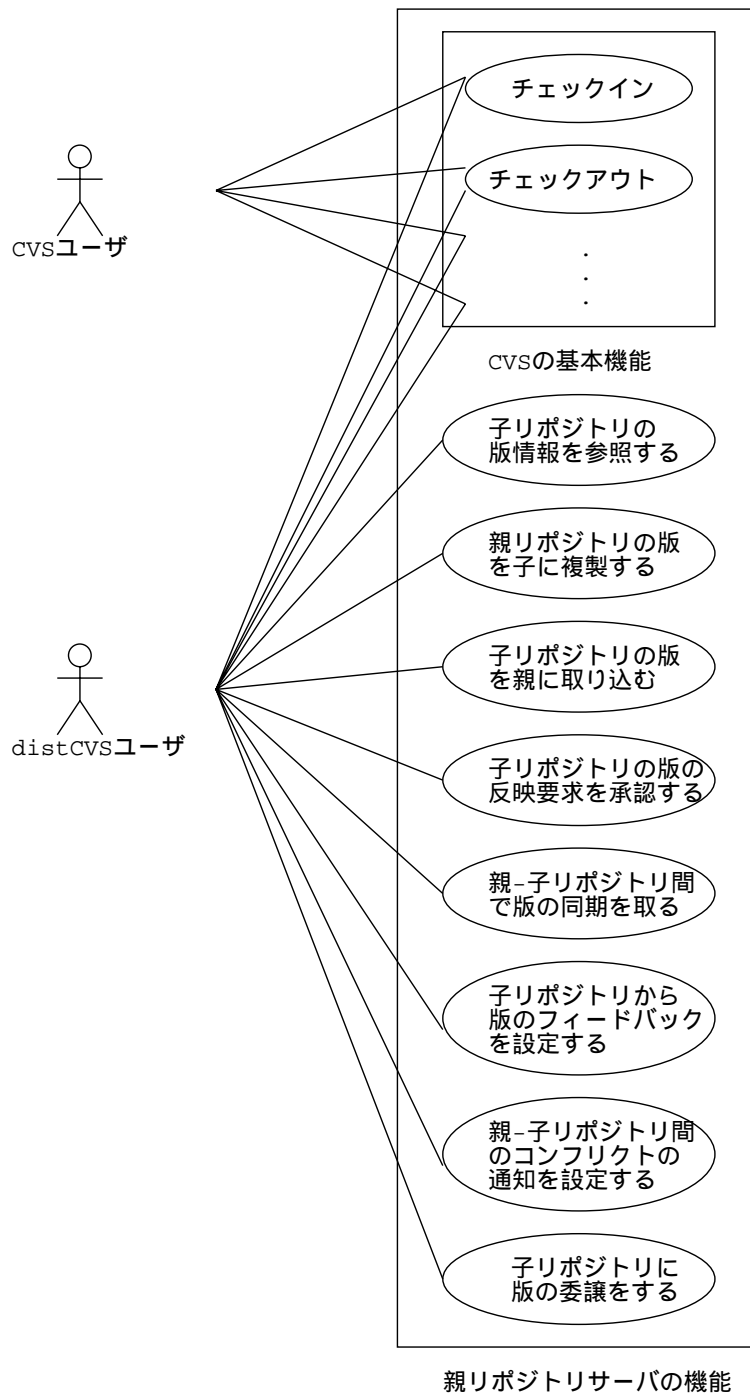 チェックイン
チェックアウト
.
.
.
CVSの基本機能
CVSユーザ
子リポジトリの
版情報を参照する
親リポジトリの版
を子に複製する
子リポジトリの版
を親に取り込む
distCVSユーザ
子リポジトリの版の
反映要求を承認する
親-子リポジトリ間
で版の同期を取る
子リポジトリから
版のフィードバック
を設定する
親-子リポジトリ間
のコンフリクトの
通知を設定する
子リポジトリに
版の委譲をする
親リポジトリサーバの機能